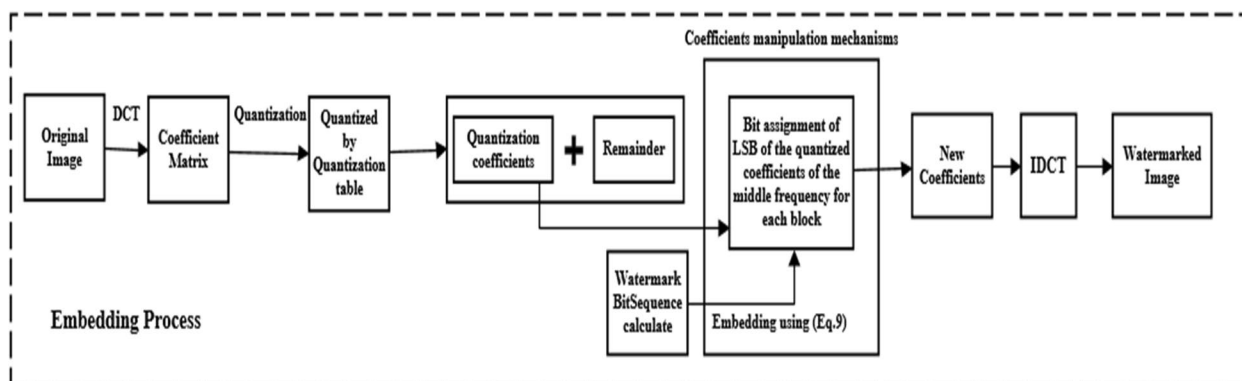 Coefficients manipulation mechanisms
Original
Image
DCT
Coefficient
Matrix
Quantization
Quantized
by
Quantization
table
Quantization
coefficients
+
Remainder
Bit assignment of
LSB of the quantized
coefficients of the
middle frequency for
each block
New
Coefficients
IDCT
Watermarked
Image
Watermark
BitSequence
calculate
Embedding using (Eq.9)
Embedding Process